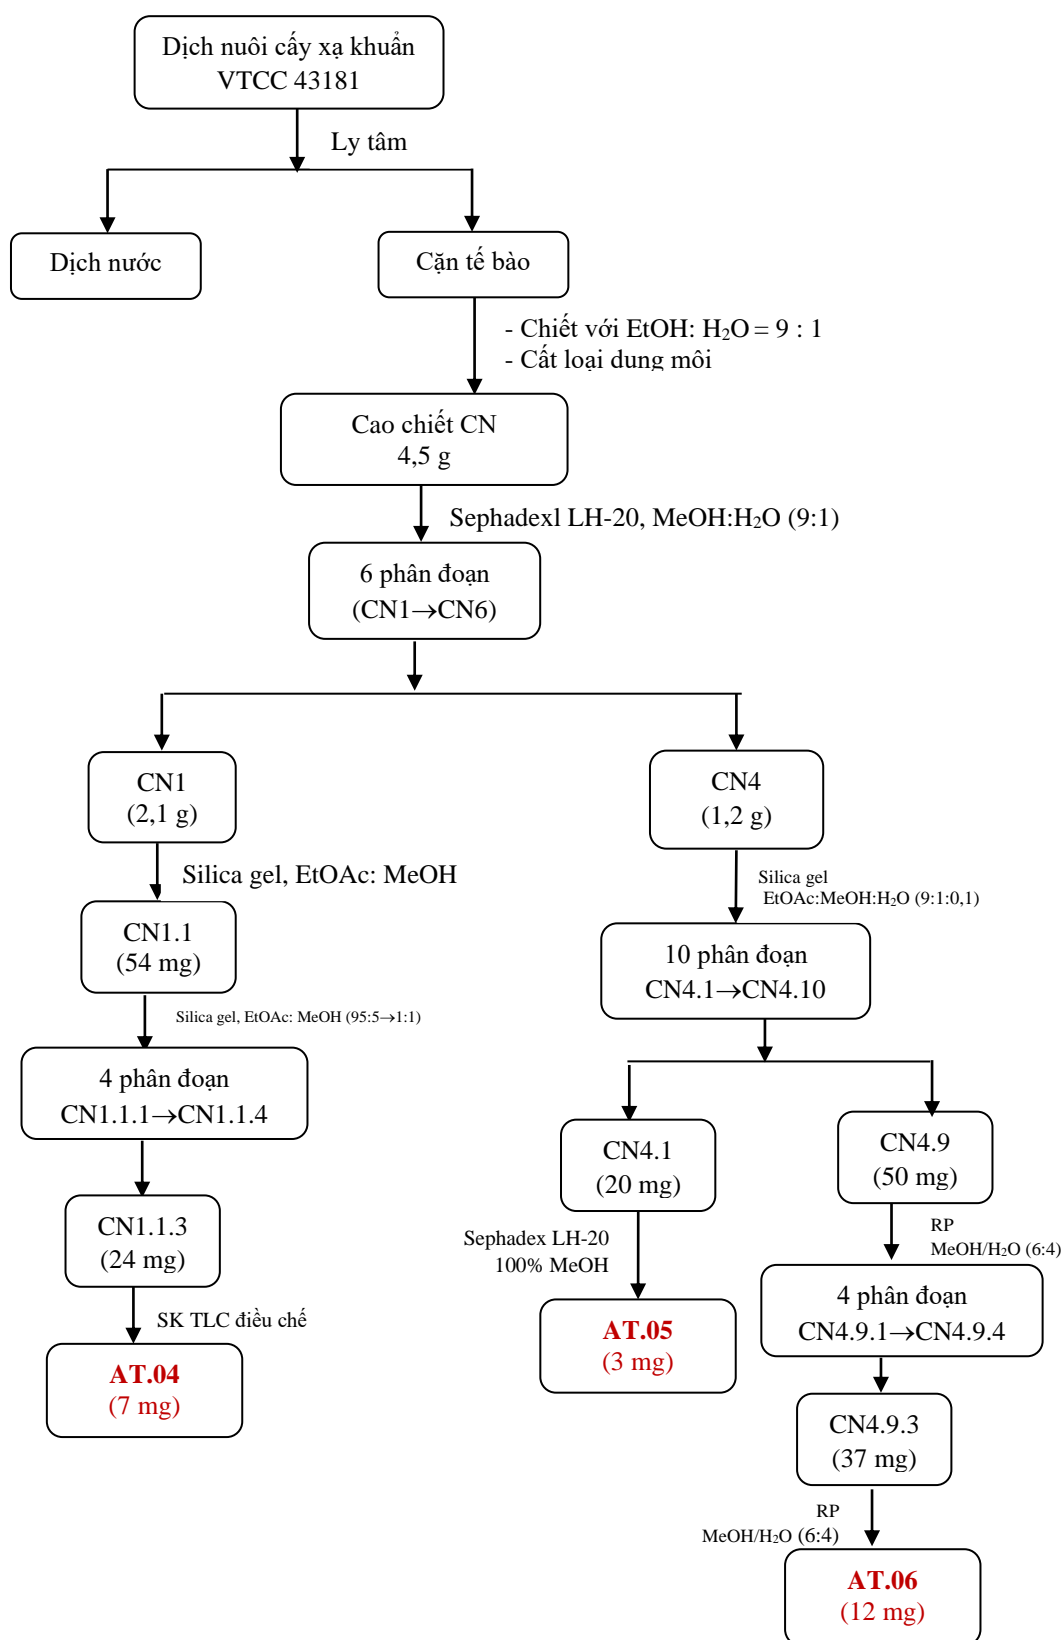 Dịch nuôi cấy xạ khuẩn
VTCC 43181
Ly tâm
Dịch nước
Cặn tế bào
- Chiết với EtOH: H₂O = 9 : 1
- Cất loại dung môi
Cao chiết CN
4,5 g
Sephadexl LH-20, MeOH:H₂O (9:1)
6 phân đoạn
(CN1→CN6)
CN1
(2,1 g)
CN4
(1,2 g)
Silica gel, EtOAc: MeOH
Silica gel
EtOAc:MeOH:H₂O (9:1:0,1)
CN1.1
(54 mg)
10 phân đoạn
CN4.1→CN4.10
Silica gel, EtOAc: MeOH (95:5→1:1)
4 phân đoạn
CN1.1.1→CN1.1.4
CN4.1
(20 mg)
CN4.9
(50 mg)
CN1.1.3
(24 mg)
Sephadex LH-20
100% MeOH
RP
MeOH/H₂O (6:4)
SK TLC điều chế
4 phân đoạn
CN4.9.1→CN4.9.4
AT.04
(7 mg)
AT.05
(3 mg)
CN4.9.3
(37 mg)
RP
MeOH/H₂O (6:4)
AT.06
(12 mg)